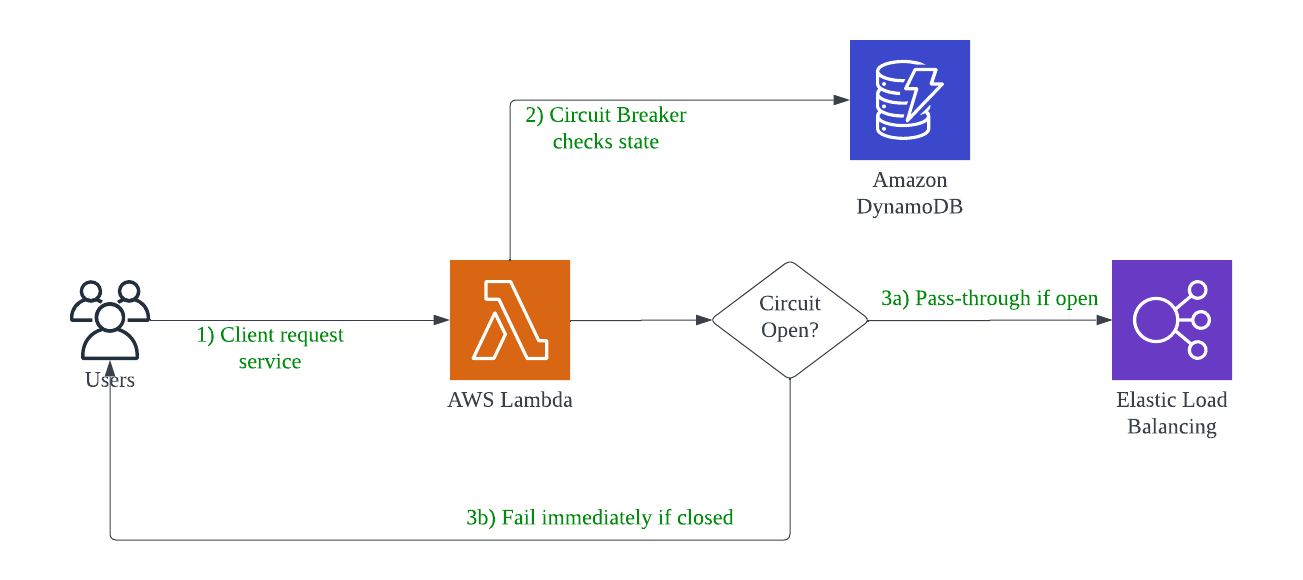 2) Circuit Breaker
checks state
Amazon
DynamoDB
Users
1) Client request
service
AWS Lambda
Circuit
Open?
3a) Pass-through if open
Elastic Load
Balancing
3b) Fail immediately if closed